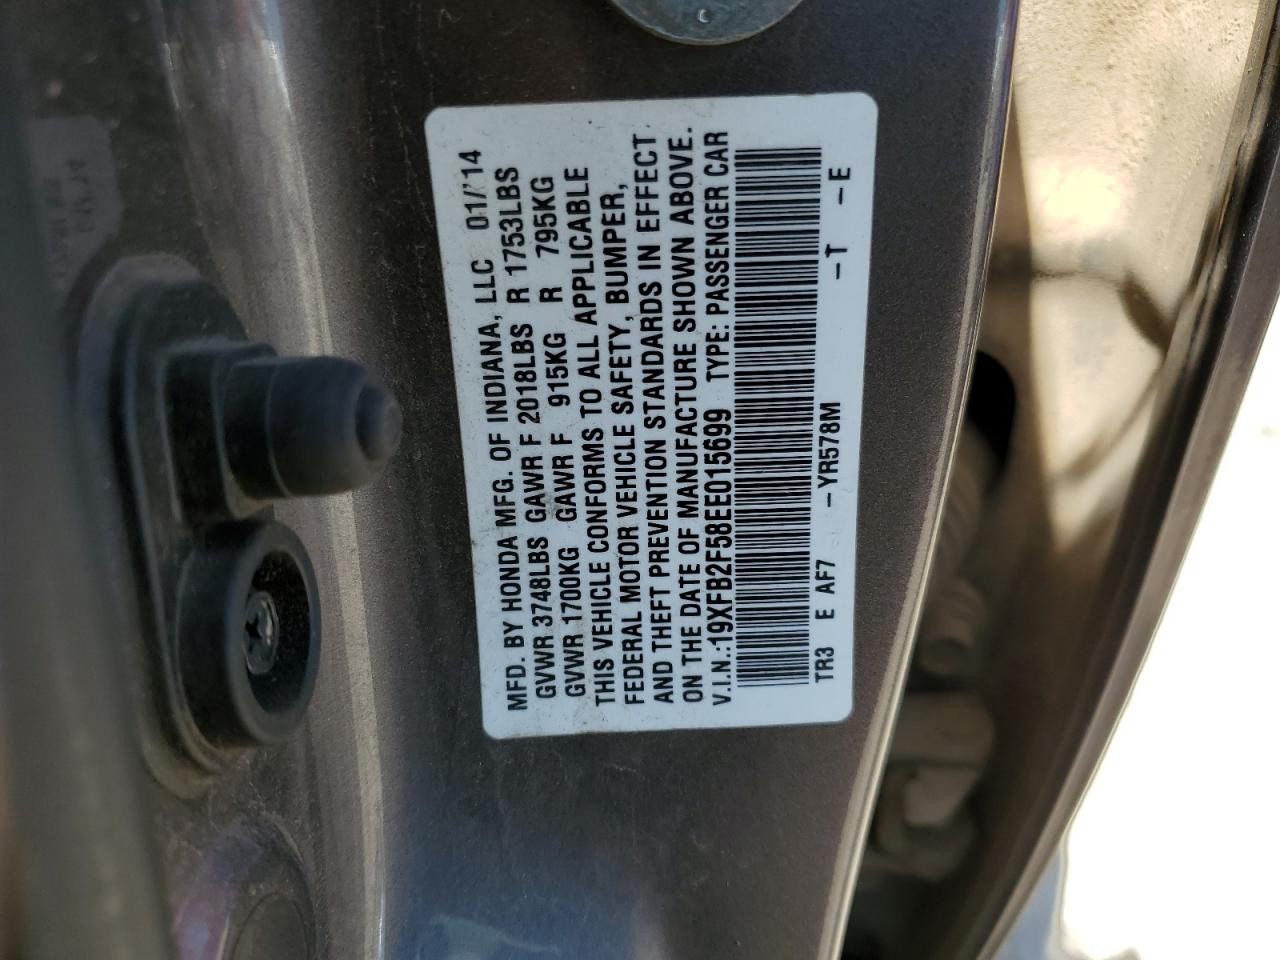 MFD. BY HONDA MFG. OF INDIANA, LLC 01/14
GVWR 3748LBS GAWR F 2018LBS R 1753LBS
GVWR 1700KG GAWR F 915KG R 795KG
THIS VEHICLE CONFORMS TO ALL APPLICABLE
FEDERAL MOTOR VEHICLE SAFETY, BUMPER,
AND THEFT PREVENTION STANDARDS IN EFFECT
ON THE DATE OF MANUFACTURE SHOWN ABOVE.
V.I.N.:19XFB2F58EE015699 TYPE: PASSENGER CAR
TR3 E AF7 -YR578M -T -E